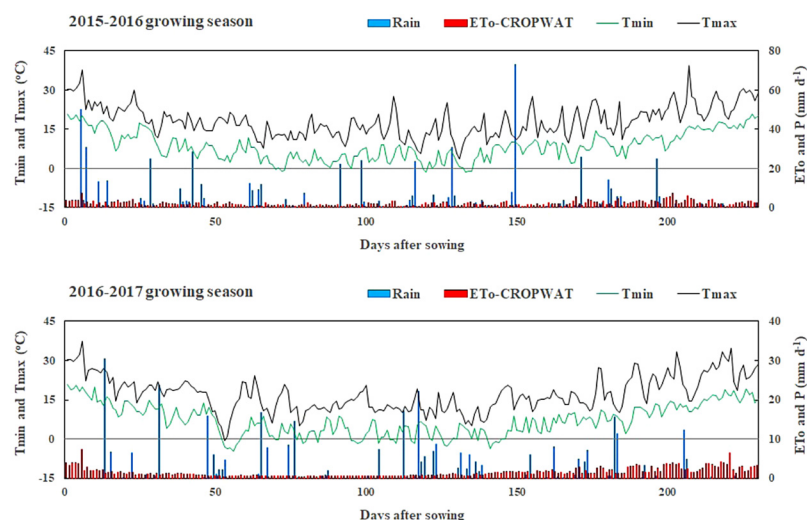 2015-2016 growing season
Rain ETo-CROPWAT Tmin Tmax
45 80
30 60
15 40
0 20
-15 0
Tmin and Tmax (°C)
ETo and P (mm d⁻¹)
0 50 100 150 200
Days after sowing
2016-2017 growing season
Rain ETo-CROPWAT Tmin Tmax
45 40
30 30
15 20
0 10
-15 0
Tmin and Tmax (°C)
ETo and P (mm d⁻¹)
0 50 100 150 200
Days after sowing